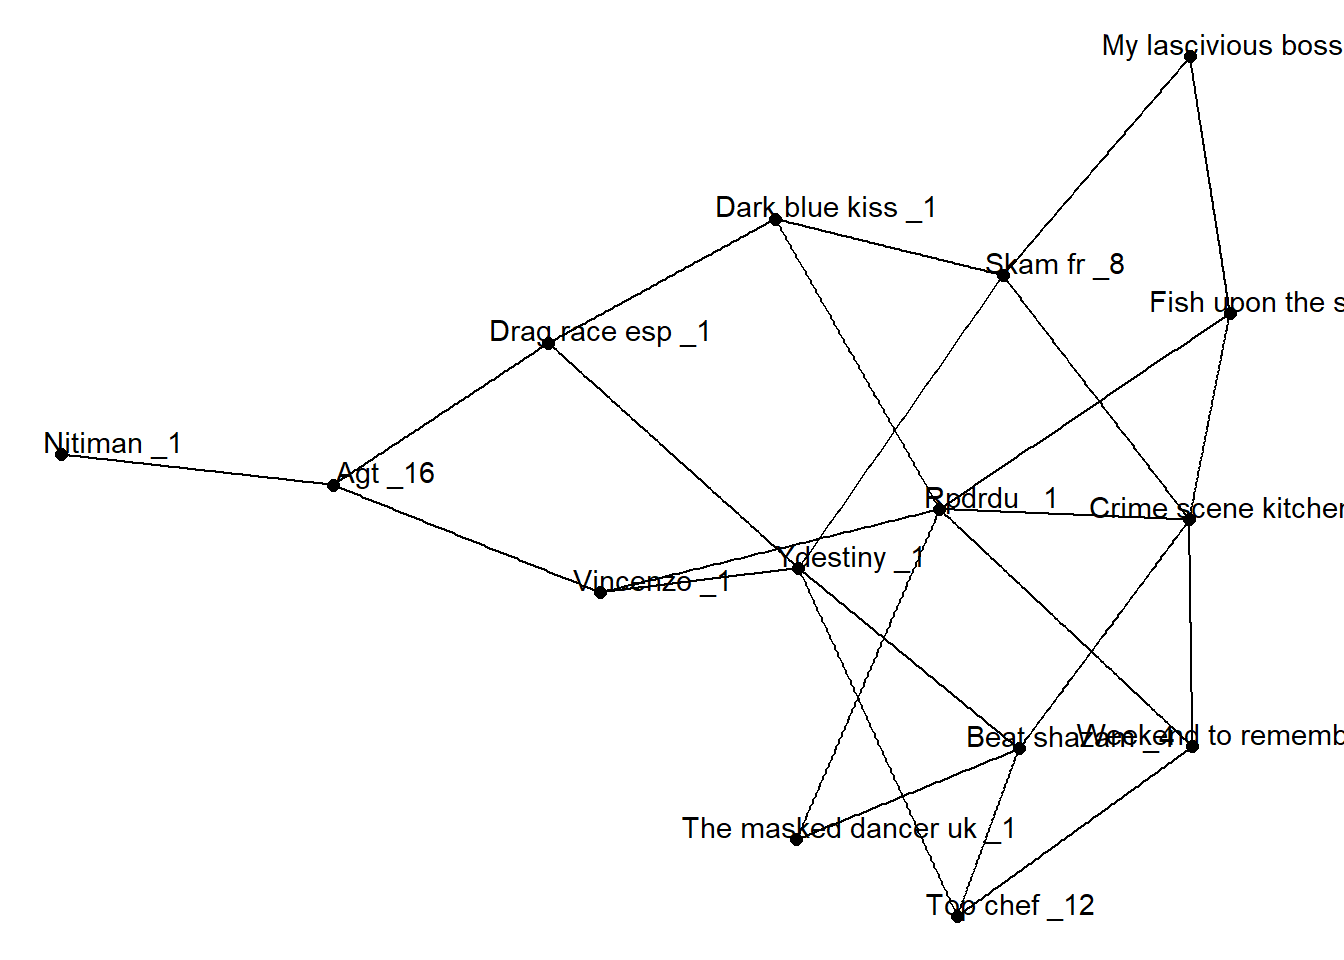 My lascivious boss
Dark blue kiss _1
Skam fr _8
Fish upon the s
Drag race esp _1
Nitiman _1
Agt _16
Rpdrdu _1
Crime scene kitchen
Ydestiny _1
Vincenzo _1
Beat shazam _4
Weekend to rememb
The masked dancer uk _1
Top chef _12